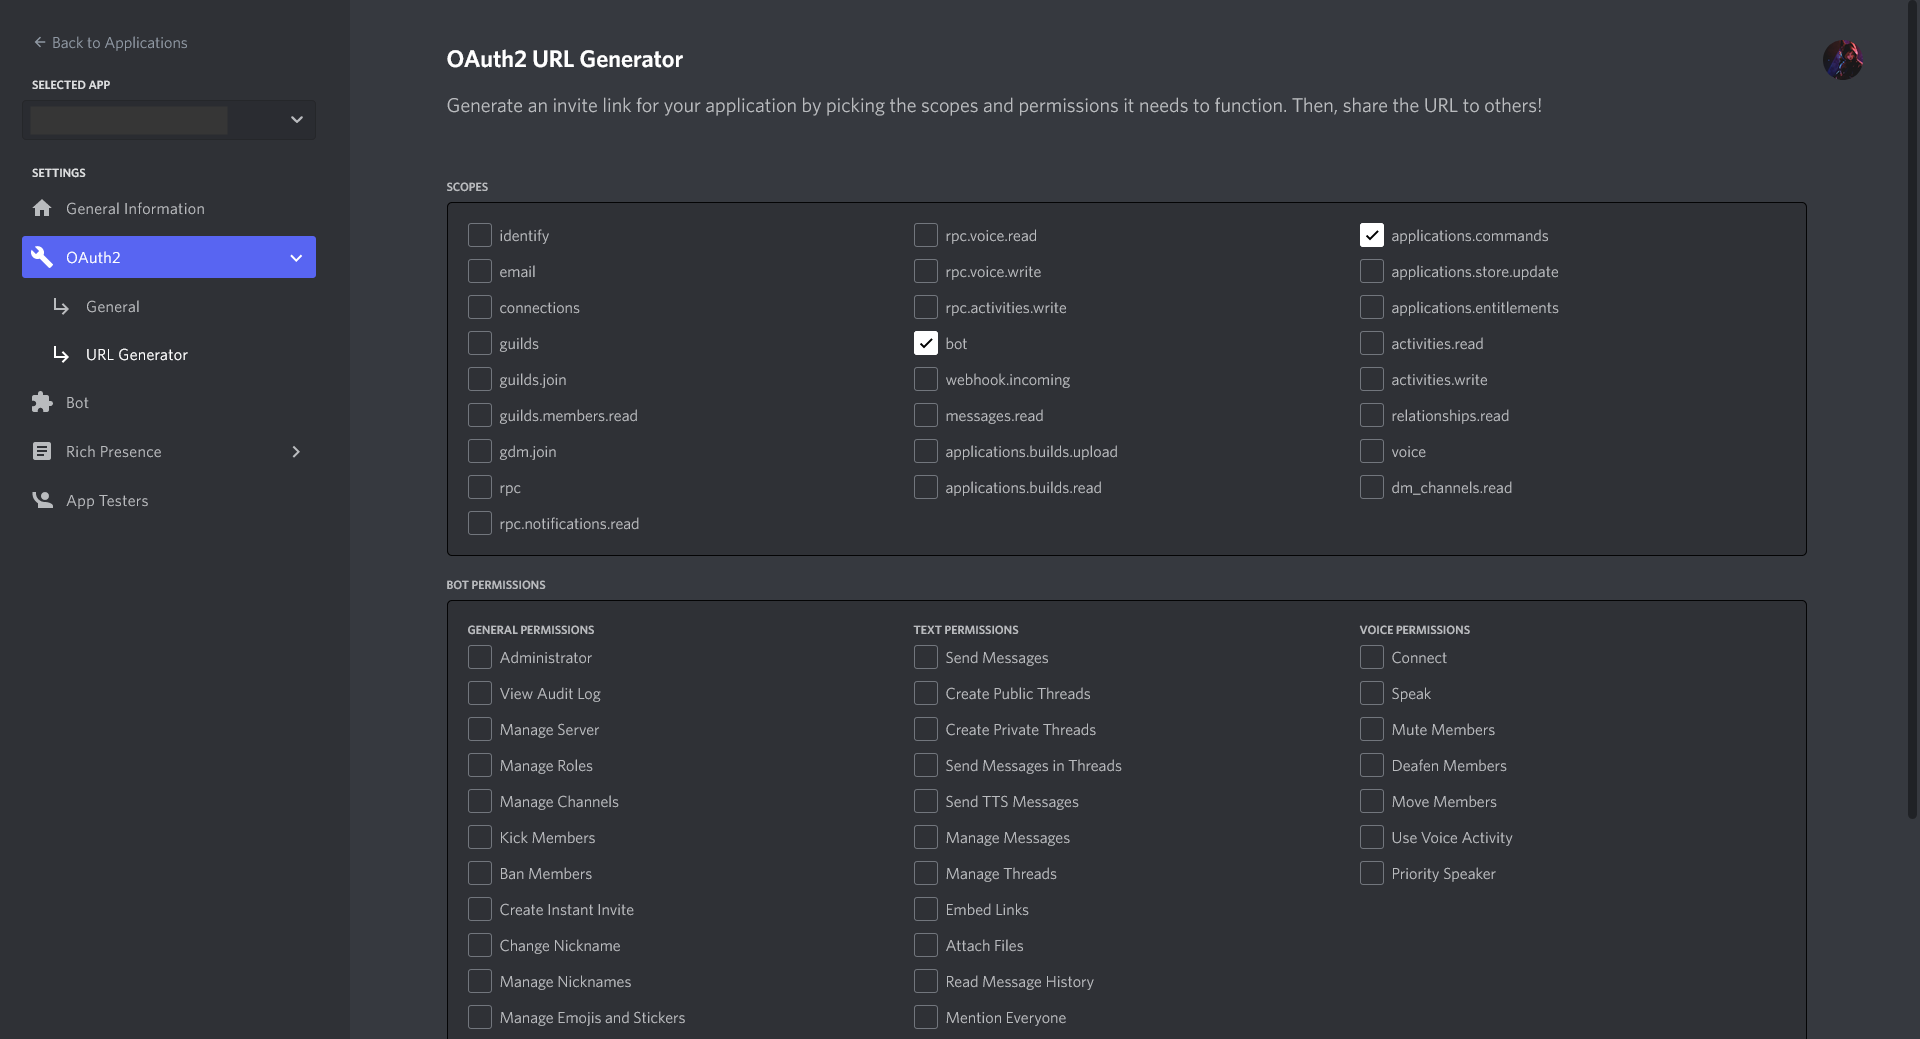 Back to Applications
SELECTED APP
SETTINGS
General Information
OAuth2
General
URL Generator
Bot
Rich Presence
App Testers
OAuth2 URL Generator
Generate an invite link for your application by picking the scopes and permissions it needs to function. Then, share the URL to others!
SCOPES
identify
email
connections
guilds
guilds.join
guilds.members.read
gdm.join
rpc
rpc.notifications.read
rpc.voice.read
rpc.voice.write
rpc.activities.write
bot
webhook.incoming
messages.read
applications.builds.upload
applications.builds.read
applications.commands
applications.store.update
applications.entitlements
activities.read
activities.write
relationships.read
voice
dm_channels.read
BOT PERMISSIONS
GENERAL PERMISSIONS
Administrator
View Audit Log
Manage Server
Manage Roles
Manage Channels
Kick Members
Ban Members
Create Instant Invite
Change Nickname
Manage Nicknames
Manage Emojis and Stickers
TEXT PERMISSIONS
Send Messages
Create Public Threads
Create Private Threads
Send Messages in Threads
Send TTS Messages
Manage Messages
Manage Threads
Embed Links
Attach Files
Read Message History
Mention Everyone
VOICE PERMISSIONS
Connect
Speak
Mute Members
Deafen Members
Move Members
Use Voice Activity
Priority Speaker